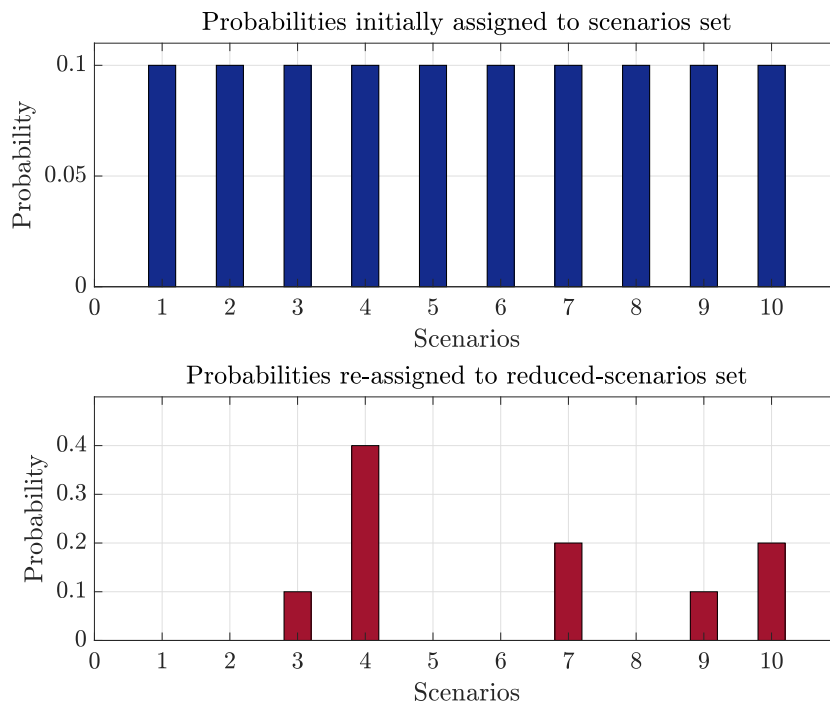 Probabilities initially assigned to scenarios set
0.1
0.05
0
Probability
0 1 2 3 4 5 6 7 8 9 10
Scenarios
Probabilities re-assigned to reduced-scenarios set
0.4
0.3
0.2
0.1
0
Probability
0 1 2 3 4 5 6 7 8 9 10
Scenarios